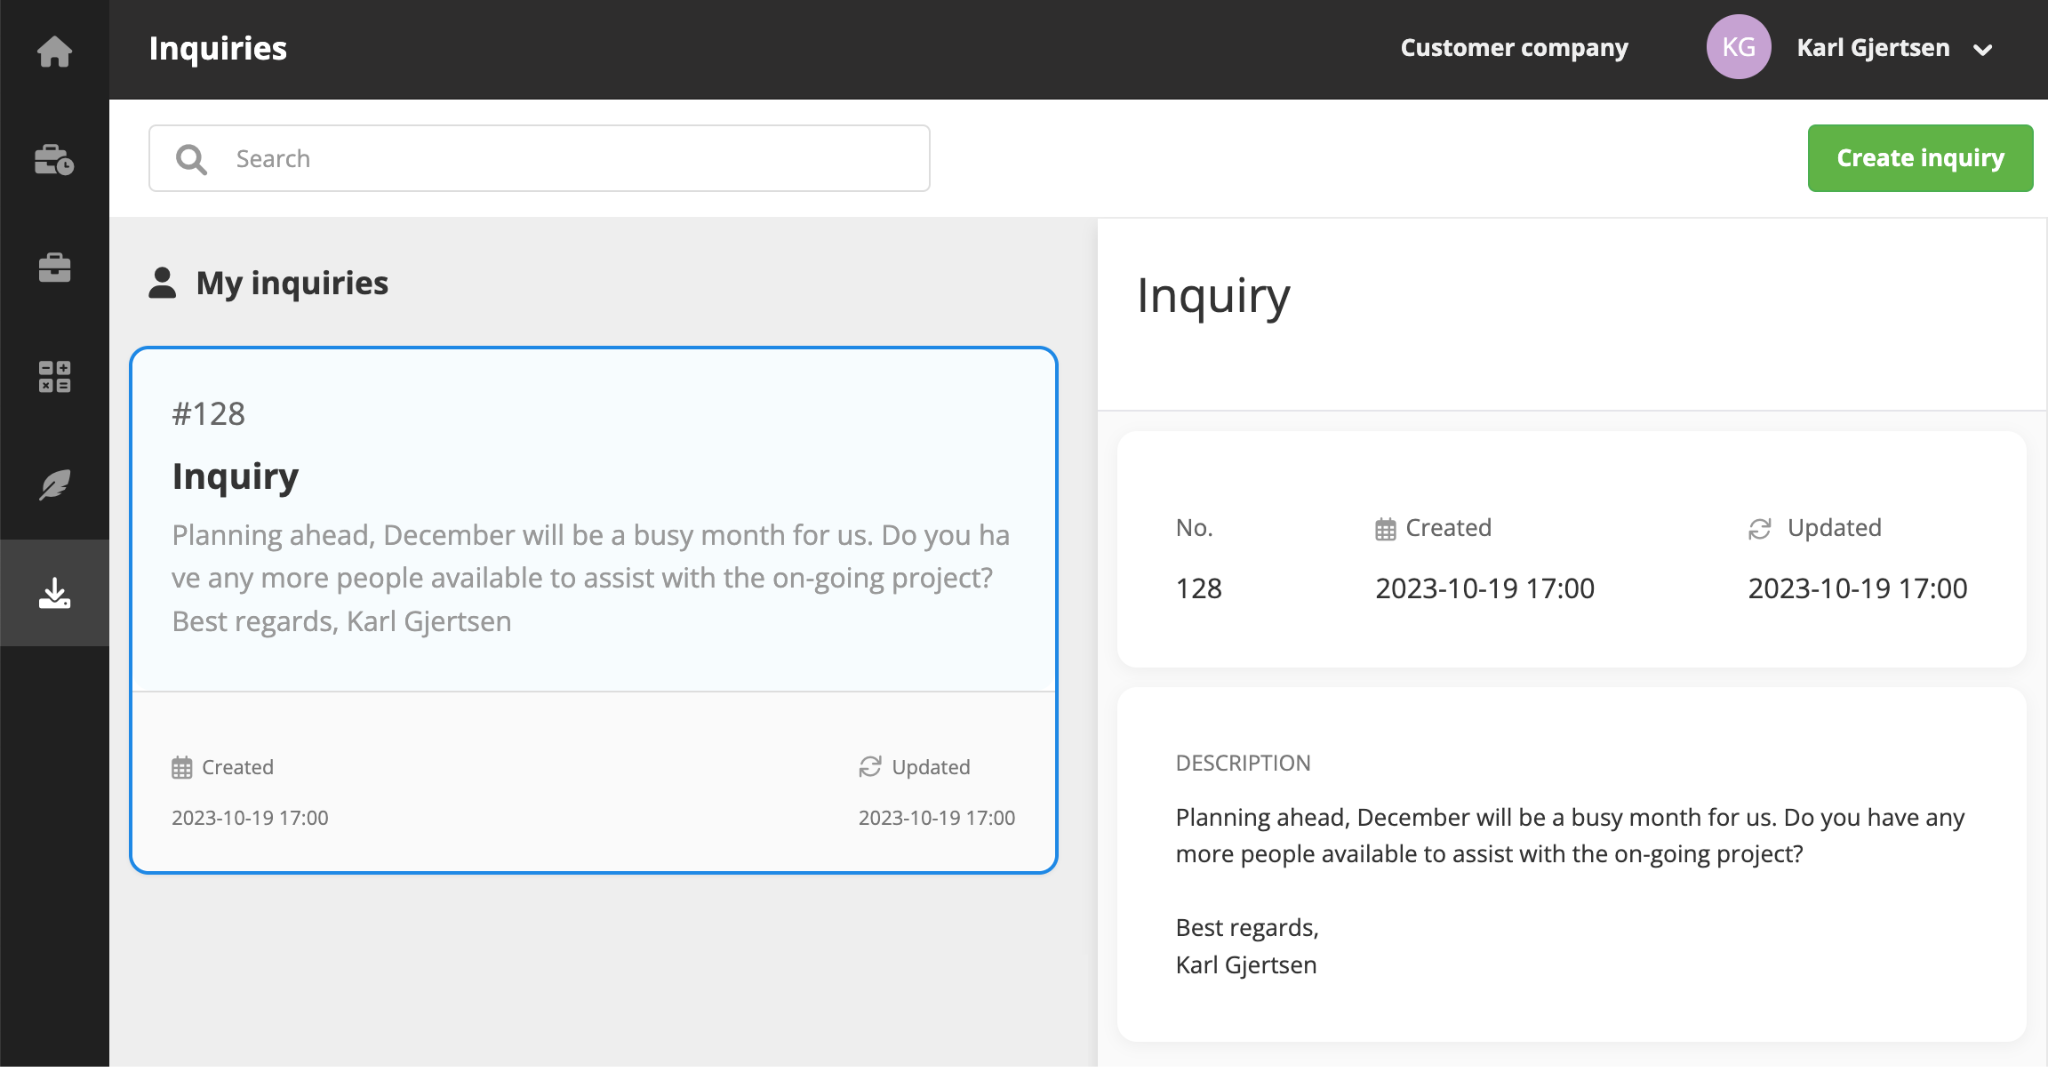 Inquiries
Customer company
KG
Karl Gjertsen
Search
Create inquiry
My inquiries
#128
Inquiry
Planning ahead, December will be a busy month for us. Do you ha
ve any more people available to assist with the on-going project?
Best regards, Karl Gjertsen
Created
Updated
2023-10-19 17:00
2023-10-19 17:00
Inquiry
No.
Created
Updated
128
2023-10-19 17:00
2023-10-19 17:00
DESCRIPTION
Planning ahead, December will be a busy month for us. Do you have any
more people available to assist with the on-going project?
Best regards,
Karl Gjertsen